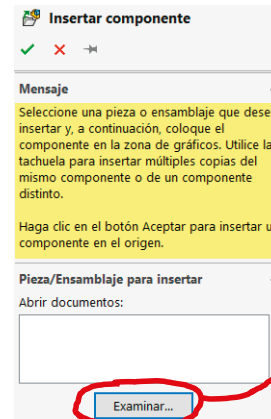 Insertar componente
Mensaje
Seleccione una pieza o ensamblaje que dese
insertar y, a continuación, coloque el
componente en la zona de gráficos. Utilice la
tachuela para insertar múltiples copias del
mismo componente o de un componente
distinto.
Haga clic en el botón Aceptar para insertar u
componente en el origen.
Pieza/Ensamblaje para insertar
Abrir documentos:
Examinar...